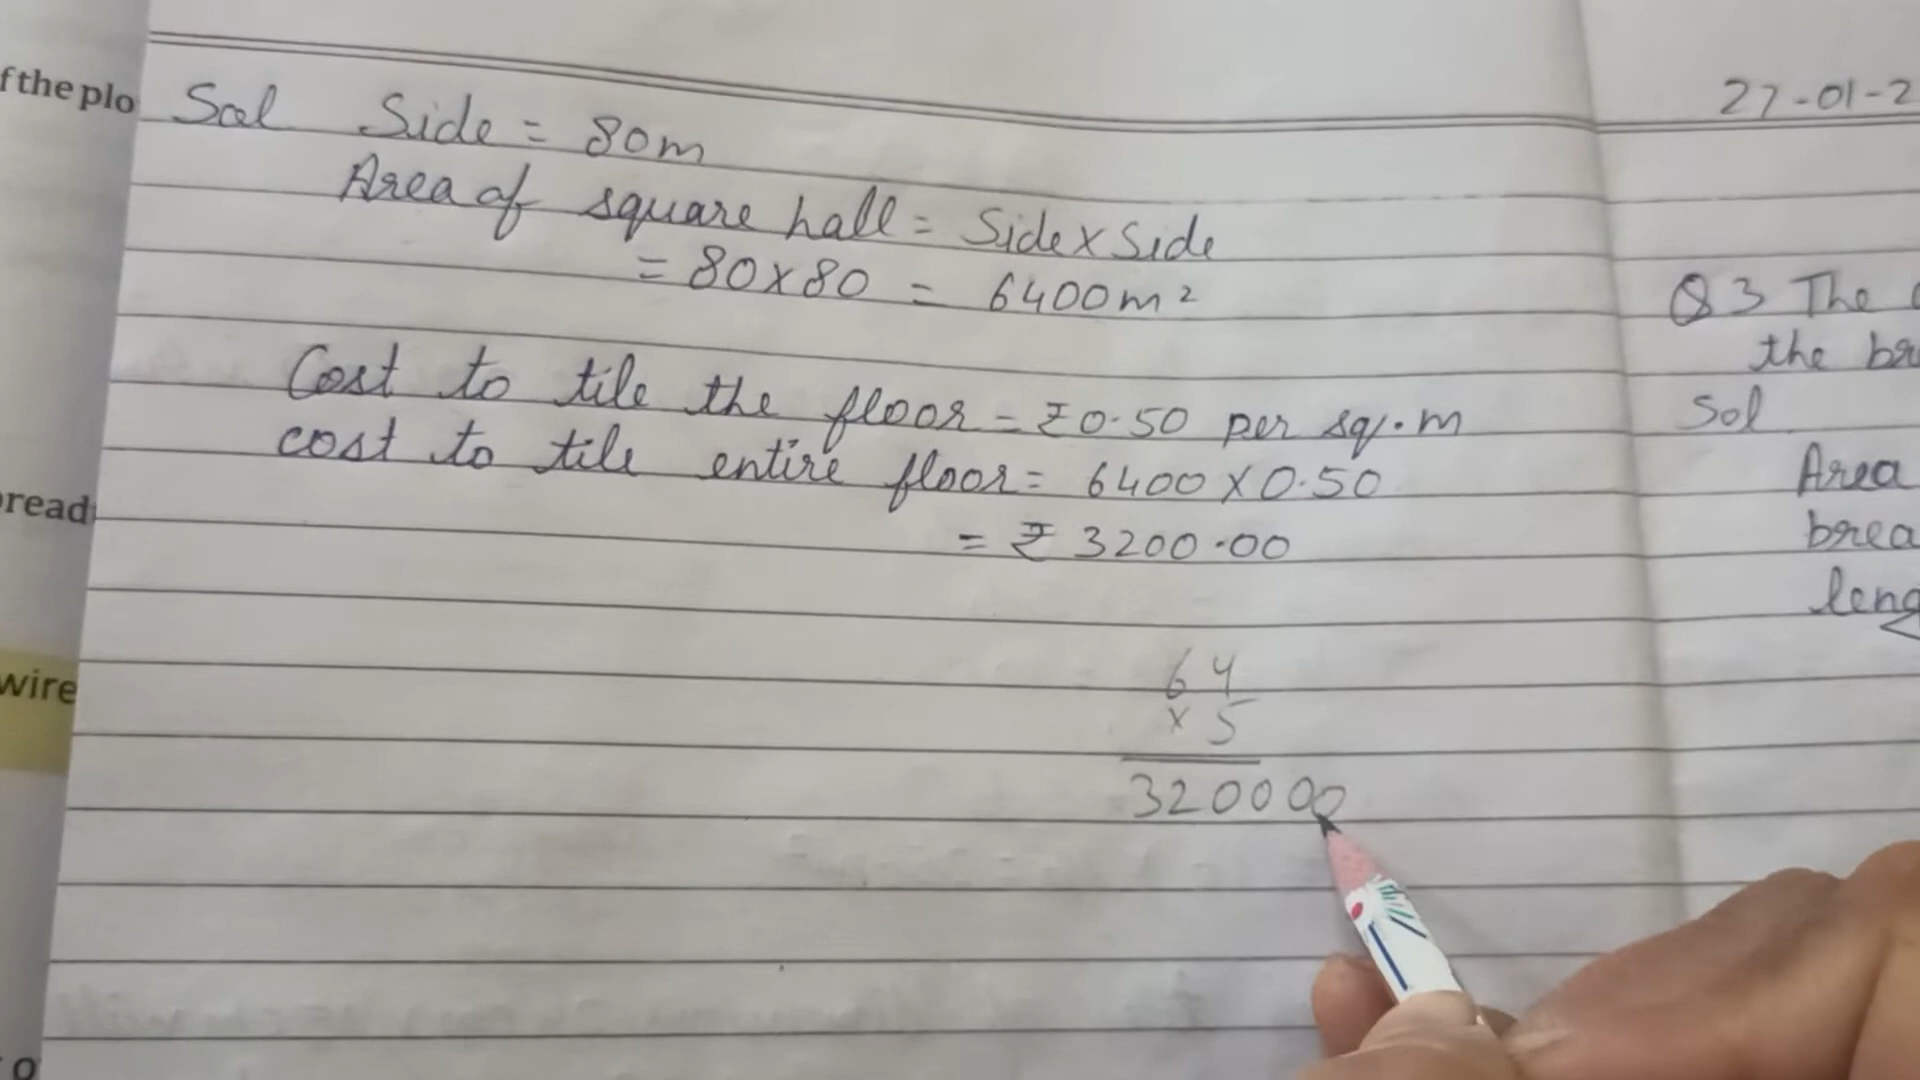 f the plo
Sol Side = 80m
Area of square hall = Side x Side
= 80 x 80 = 6400m²
Cost to tile the floor = ₹0.50 per sq. m
cost to tile entire floor = 6400 x 0.50
= ₹ 3200.00
64
x 5
320000
read
wire
27-01-2
Q3 The
the br
Sol
Area
brea
leng